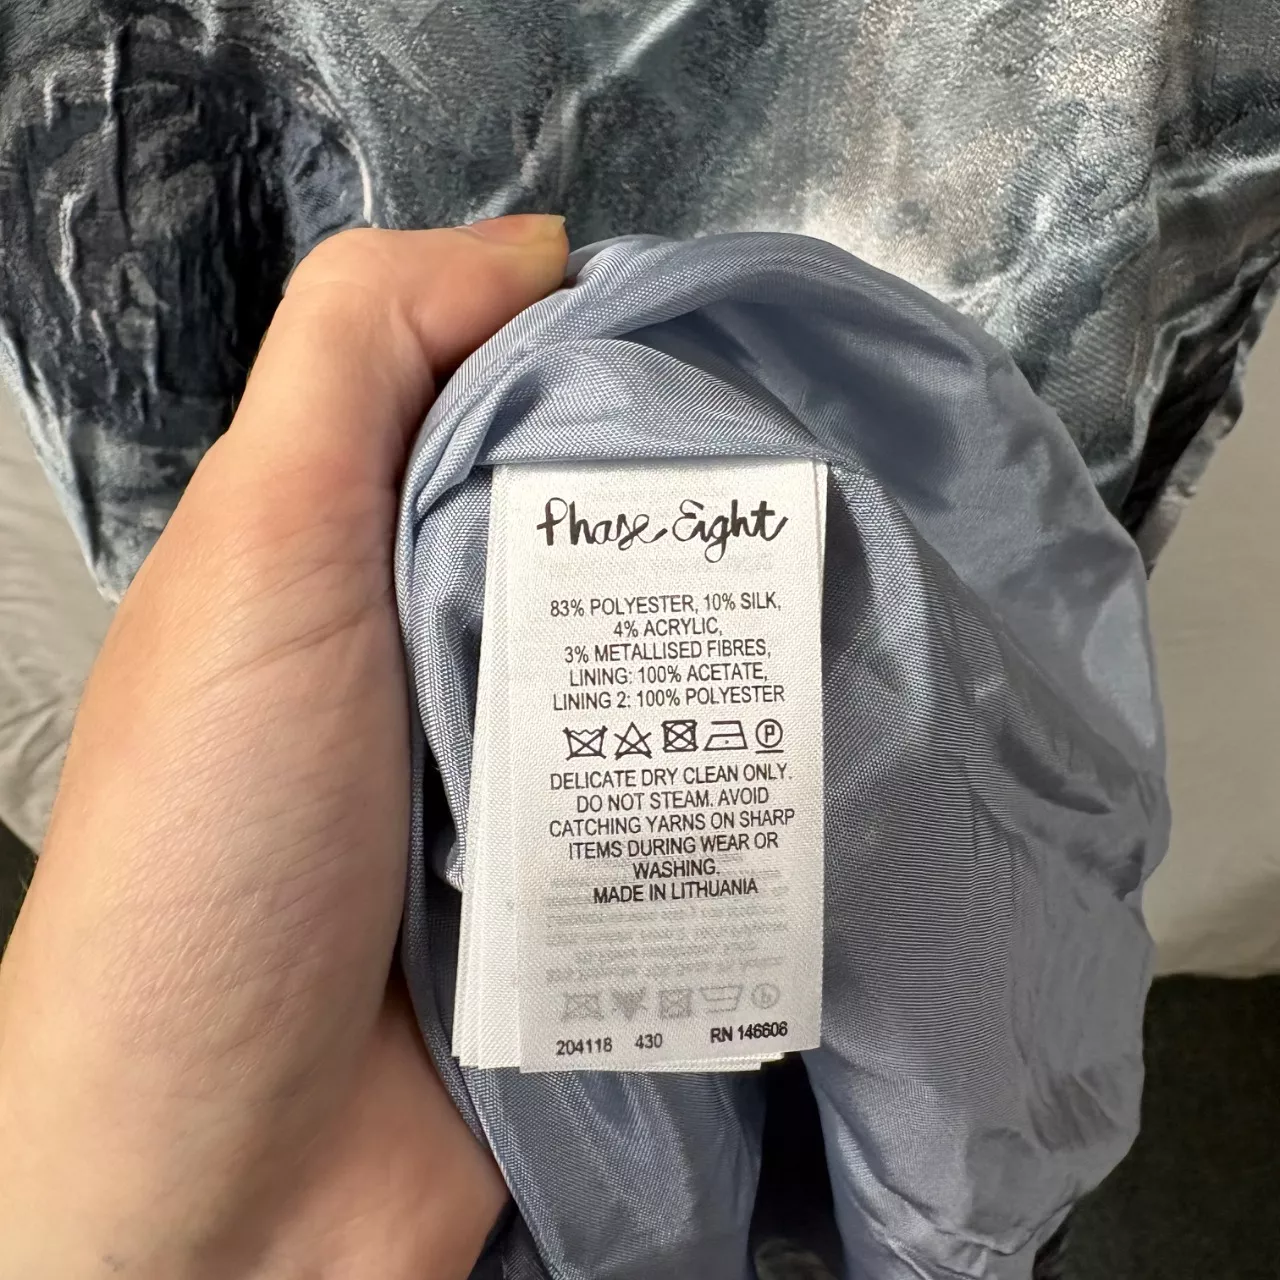 Phase Eight
83% POLYESTER, 10% SILK,
4% ACRYLIC,
3% METALLISED FIBRES,
LINING: 100% ACETATE,
LINING 2: 100% POLYESTER
P
DELICATE DRY CLEAN ONLY.
DO NOT STEAM. AVOID
CATCHING YARNS ON SHARP
ITEMS DURING WEAR OR
WASHING.
MADE IN LITHUANIA
204118 430 RN 146606